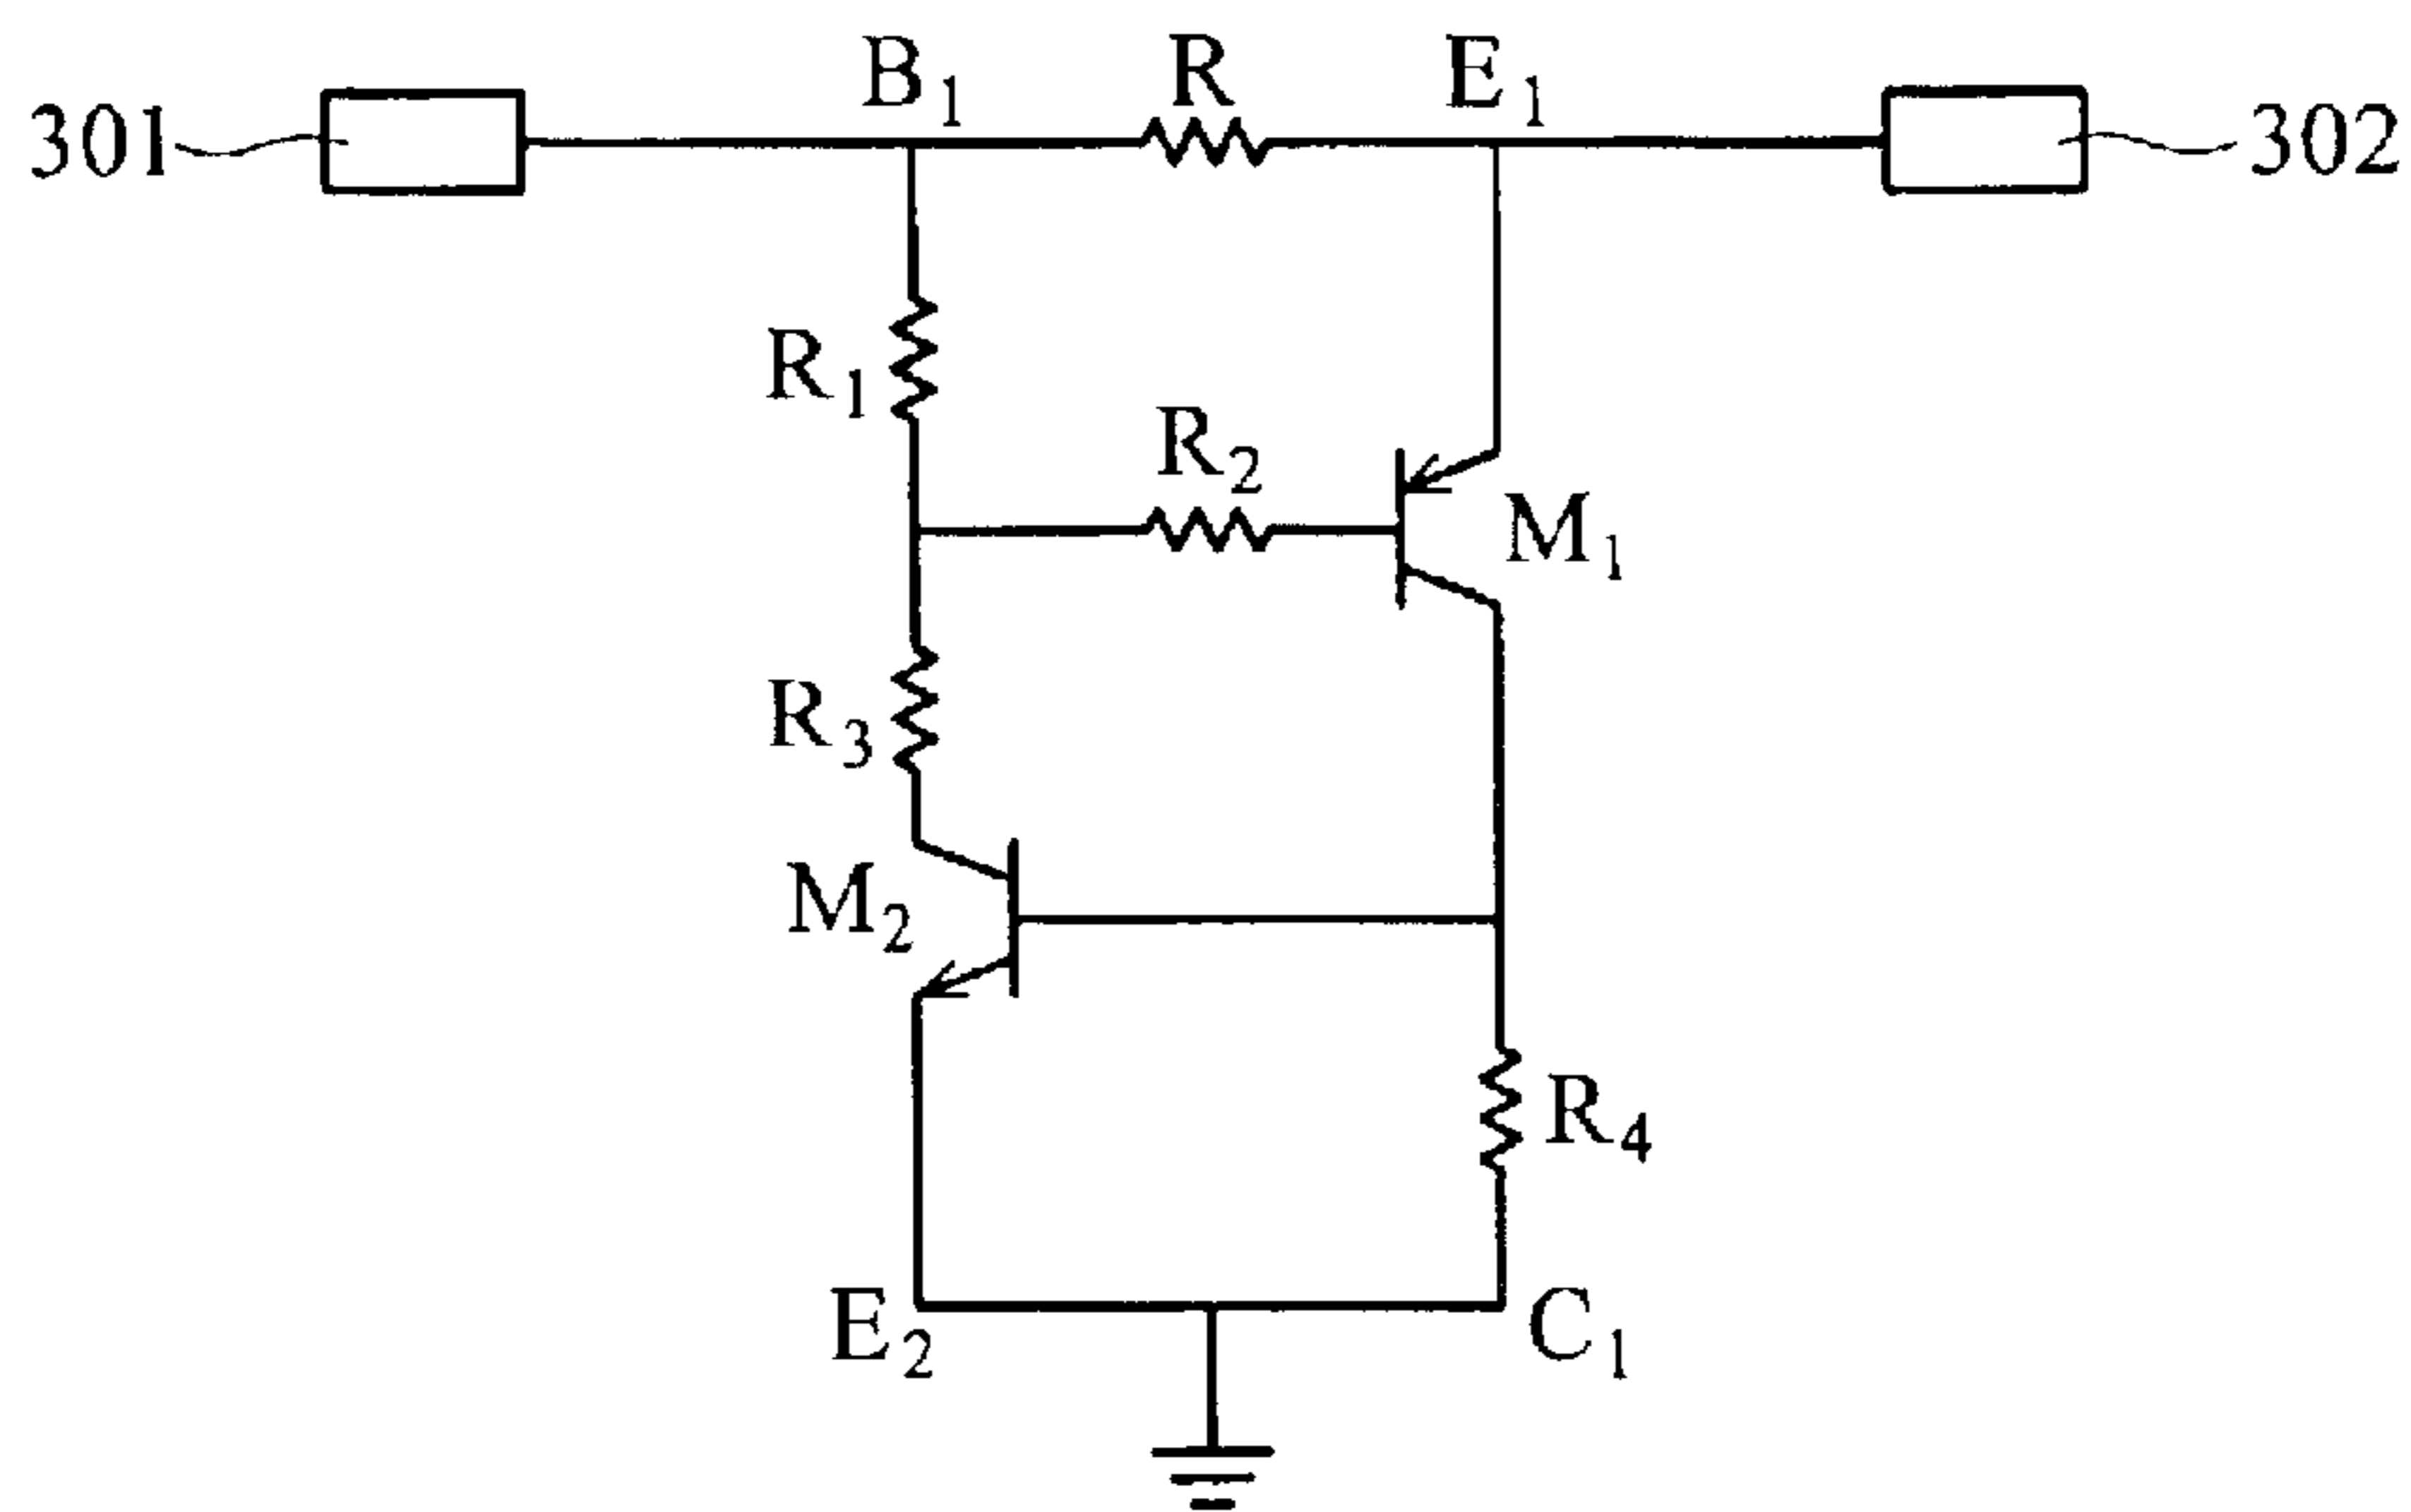 B₁ R E₁
301 302
R₁
R₂
M₁
R₃
M₂
R₄
E₂ C₁